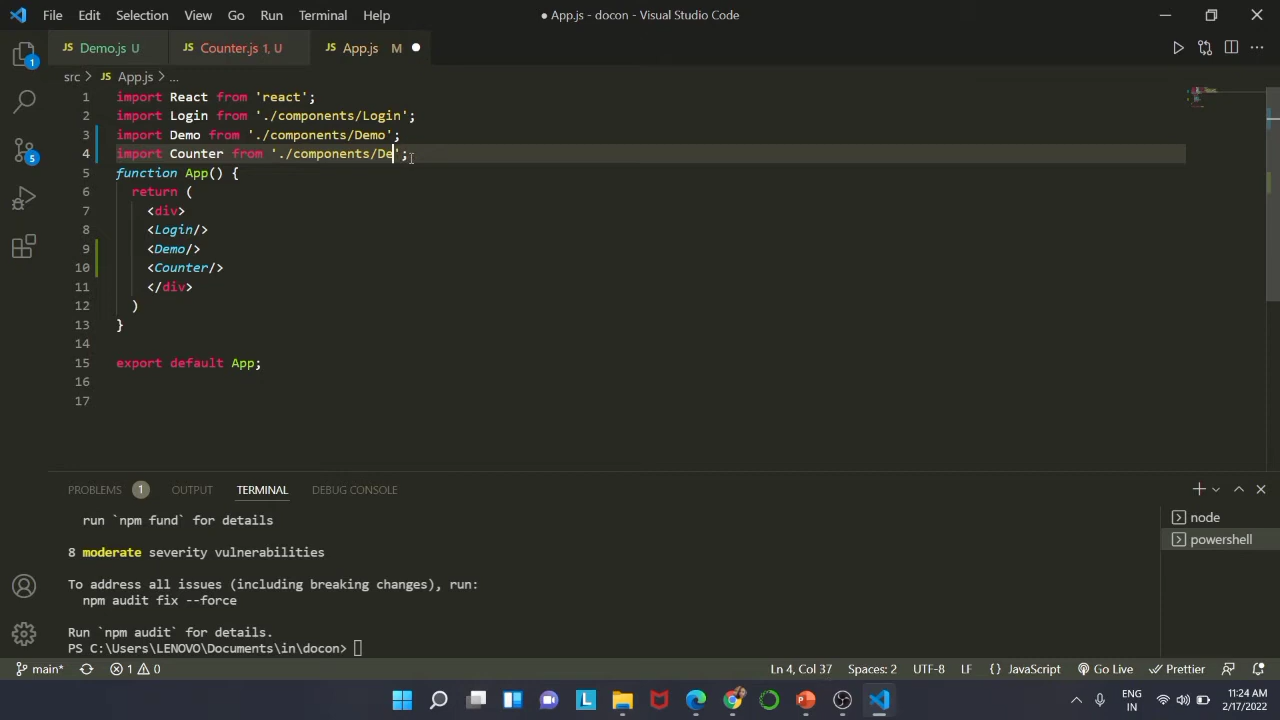 File Edit Selection View Go Run Terminal Help
● App.js - docon - Visual Studio Code
JS Demo.js U
JS Counter.js 1, U
JS App.js M
src > JS App.js > ...
1 import React from 'react';
2 import Login from './components/Login';
3 import Demo from './components/Demo';
4 import Counter from './components/De';
5 function App() {
6 return (
7 <div>
8 <Login/>
9 <Demo/>
10 <Counter/>
11 </div>
12 )
13 }
14
15 export default App;
16
17
1
5
PROBLEMS 1 OUTPUT TERMINAL DEBUG CONSOLE
run `npm fund` for details
8 moderate severity vulnerabilities
To address all issues (including breaking changes), run:
npm audit fix --force
Run `npm audit` for details.
PS C:\Users\LENOVO\Documents\in\docon>
node
powershell
main* 1 0
Ln 4, Col 37 Spaces: 2 UTF-8 LF {} JavaScript Go Live Prettier
L
ENG
IN
11:24 AM
2/17/2022